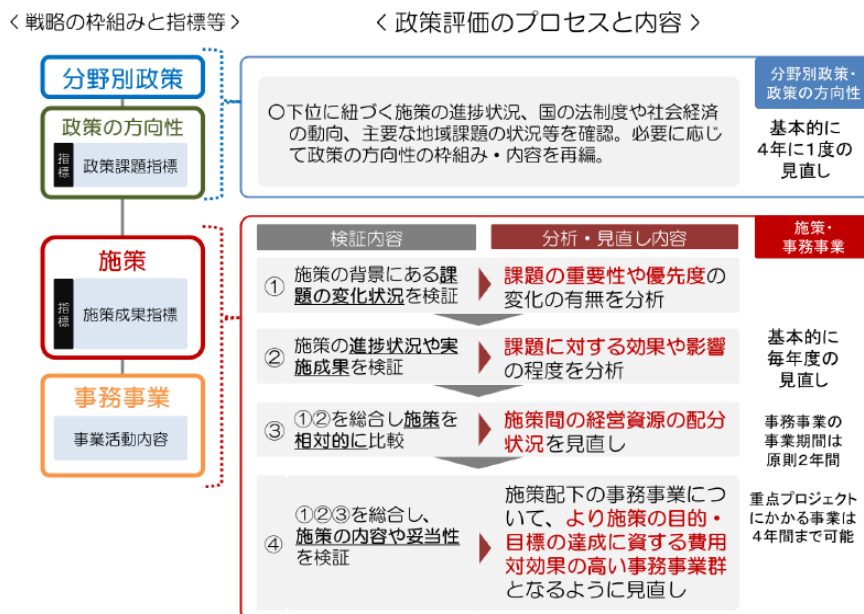 < 戦略の枠組みと指標等 >
< 政策評価のプロセスと内容 >
分野別政策
政策の方向性
指標
政策課題指標
施策
指標
施策成果指標
事務事業
事業活動内容
○下位に紐づく施策の進捗状況、国の法制度や社会経済
の動向、主要な地域課題の状況等を確認。必要に応じ
て政策の方向性の枠組み・内容を再編。
分野別政策・
政策の方向性
基本的に
4年に1度の
見直し
検証内容
分析・見直し内容
① 施策の背景にある課
題の変化状況を検証
課題の重要性や優先度の
変化の有無を分析
② 施策の進捗状況や実
施成果を検証
課題に対する効果や影響
の程度を分析
③ ①②を総合し施策を
相対的に比較
施策間の経営資源の配分
状況を見直し
④ ①②③を総合し、
施策の内容や妥当性
を検証
施策配下の事務事業につ
いて、より施策の目的・
目標の達成に資する費用
対効果の高い事務事業群
となるように見直し
施策・
事務事業
基本的に
毎年度の
見直し
事務事業の
事業期間は
原則2年間
重点プロジェクト
にかかる事業は
4年間まで可能